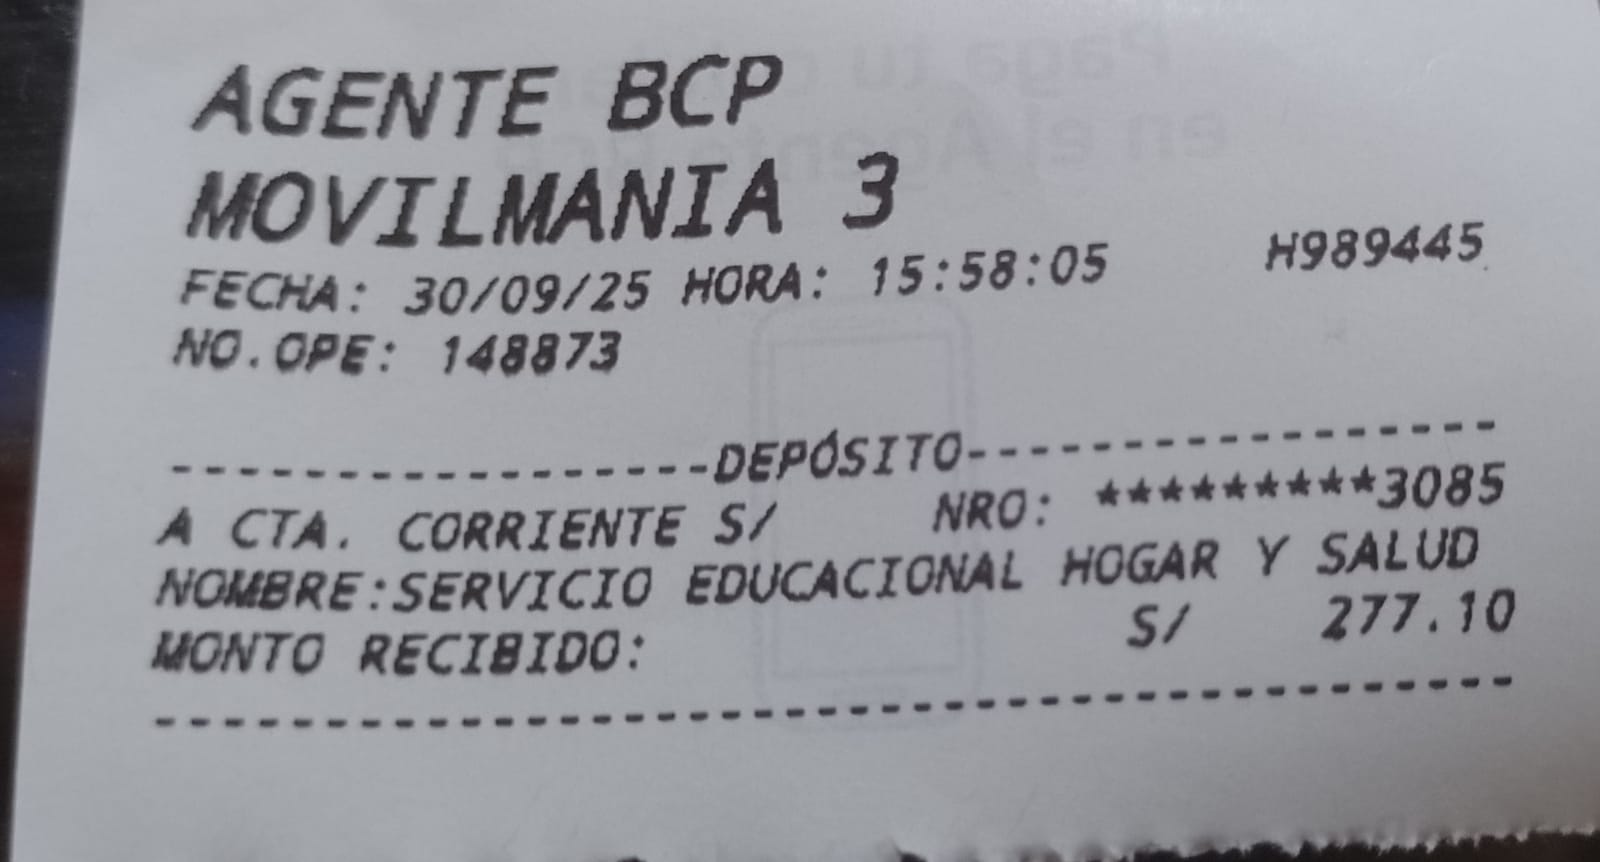 AGENTE BCP
MOVILMANIA 3
FECHA: 30/09/25 HORA: 15:58:05 H989445
NO.OPE: 148873
-----------------DEPÓSITO-----------------
A CTA. CORRIENTE S/ NRO: *********3085
NOMBRE:SERVICIO EDUCACIONAL HOGAR Y SALUD
MONTO RECIBIDO: S/ 277.10
------------------------------------------